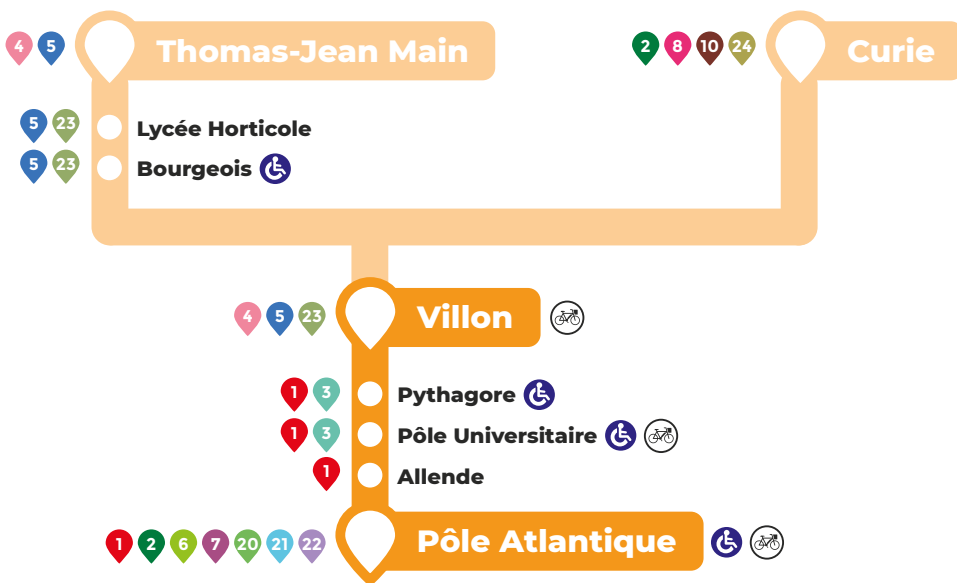 4 5 Thomas-Jean Main
2 8 10 24 Curie
5 23 Lycée Horticole
5 23 Bourgeois
4 5 23 Villon
1 3 Pythagore
1 3 Pôle Universitaire
1 Allende
1 2 6 7 20 21 22 Pôle Atlantique